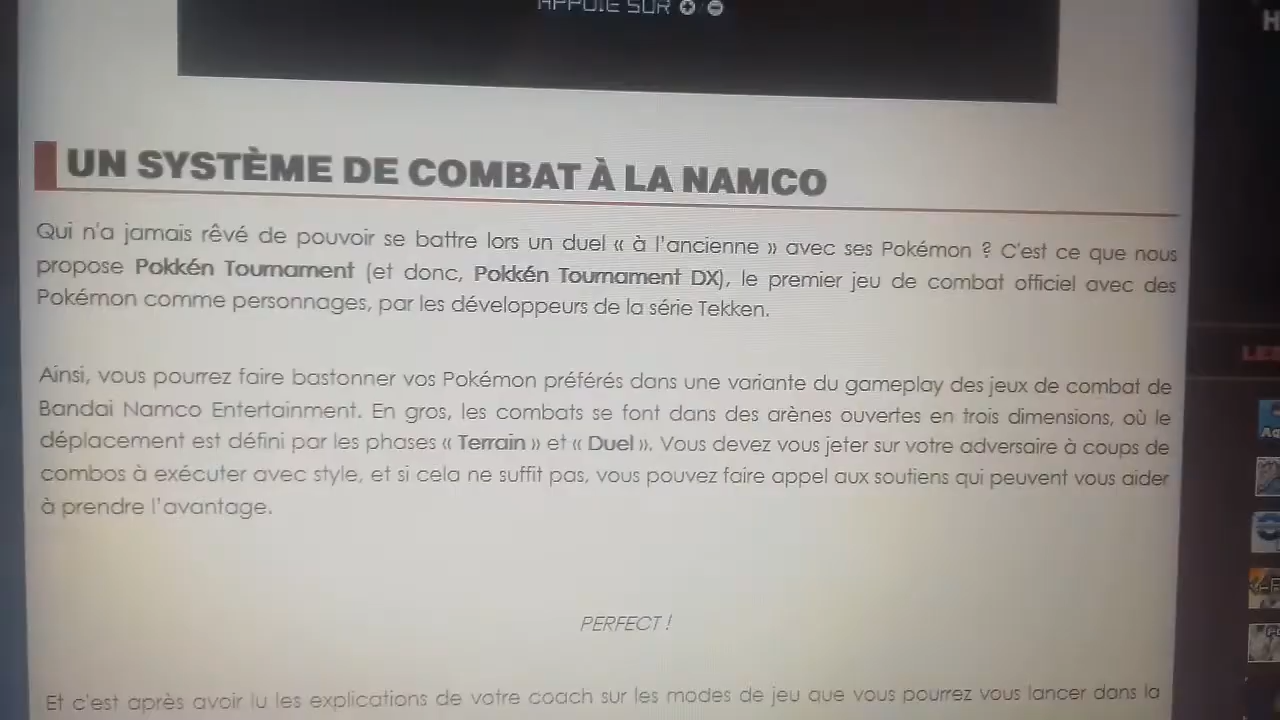 APPUIE SUR
UN SYSTÈME DE COMBAT À LA NAMCO
Qui n'a jamais rêvé de pouvoir se battre lors un duel « à l'ancienne » avec ses Pokémon ? C'est ce que nous
propose Pokkén Tournament (et donc, Pokkén Tournament DX), le premier jeu de combat officiel avec des
Pokémon comme personnages, par les développeurs de la série Tekken.
Ainsi, vous pourrez faire bastonner vos Pokémon préférés dans une variante du gameplay des jeux de combat de
Bandai Namco Entertainment. En gros, les combats se font dans des arènes ouvertes en trois dimensions, où le
déplacement est défini par les phases « Terrain » et « Duel ». Vous devez vous jeter sur votre adversaire à coups de
combos à exécuter avec style, et si cela ne suffit pas, vous pouvez faire appel aux soutiens qui peuvent vous aider
à prendre l'avantage.
PERFECT !
Et c'est après avoir lu les explications de votre coach sur les modes de jeu que vous pourrez vous lancer dans la